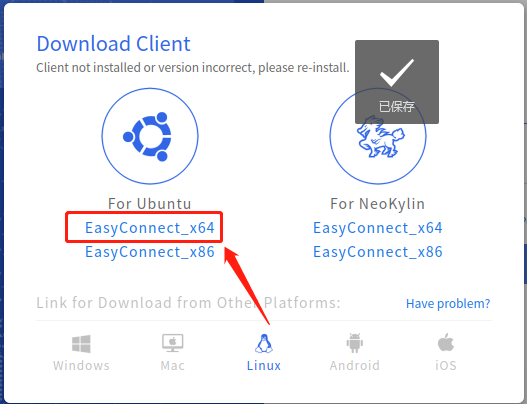 Download Client
Client not installed or version incorrect, please re-install.
已保存
For Ubuntu
For NeoKylin
EasyConnect_x64
EasyConnect_x64
EasyConnect_x86
EasyConnect_x86
Link for Download from Other Platforms:
Have problem?
Windows
Mac
Linux
Android
iOS